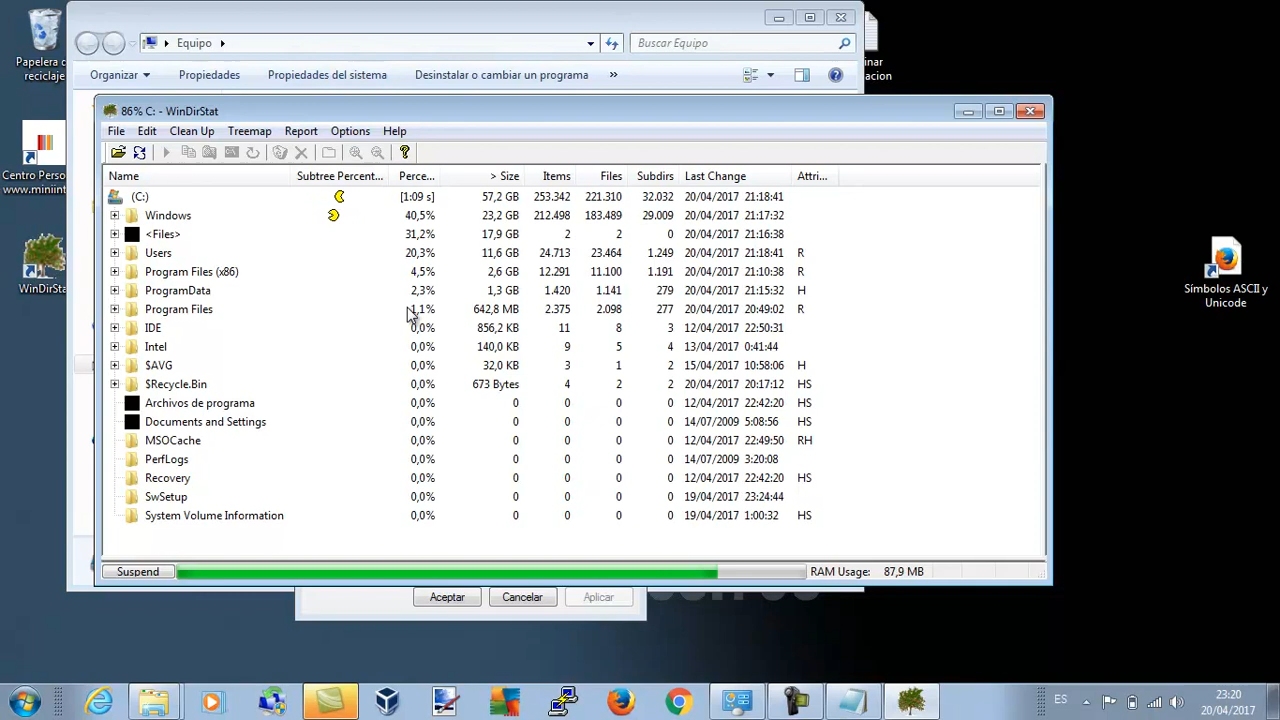 Papelera de
reciclaje
Equipo
Buscar Equipo
Organizar
Propiedades
Propiedades del sistema
Desinstalar o cambiar un programa
»
Centro Perso
www.miniint
WinDirStat
86% C: - WinDirStat
File Edit Clean Up Treemap Report Options Help
Name Subtree Percent... Perce... > Size Items Files Subdirs Last Change Attri...
(C:) [1:09 s] 57,2 GB 253.342 221.310 32.032 20/04/2017 21:18:41
Windows 40,5% 23,2 GB 212.498 183.489 29.009 20/04/2017 21:17:32
<Files> 31,2% 17,9 GB 2 2 0 20/04/2017 21:16:38
Users 20,3% 11,6 GB 24.713 23.464 1.249 20/04/2017 21:18:41 R
Program Files (x86) 4,5% 2,6 GB 12.291 11.100 1.191 20/04/2017 21:10:38 R
ProgramData 2,3% 1,3 GB 1.420 1.141 279 20/04/2017 21:15:32 H
Program Files 1,1% 642,8 MB 2.375 2.098 277 20/04/2017 20:49:02 R
IDE 0,0% 856,2 KB 11 8 3 12/04/2017 22:50:31
Intel 0,0% 140,0 KB 9 5 4 13/04/2017 0:41:44
$AVG 0,0% 32,0 KB 3 1 2 15/04/2017 10:58:06 H
$Recycle.Bin 0,0% 673 Bytes 4 2 2 20/04/2017 20:17:12 HS
Archivos de programa 0,0% 0 0 0 0 12/04/2017 22:42:20 HS
Documents and Settings 0,0% 0 0 0 0 14/07/2009 5:08:56 HS
MSOCache 0,0% 0 0 0 0 12/04/2017 22:49:50 RH
PerfLogs 0,0% 0 0 0 0 14/07/2009 3:20:08
Recovery 0,0% 0 0 0 0 12/04/2017 22:42:20 HS
SwSetup 0,0% 0 0 0 0 19/04/2017 23:24:44
System Volume Information 0,0% 0 0 0 0 19/04/2017 1:00:32 HS
Suspend
RAM Usage: 87,9 MB
Aceptar Cancelar Aplicar
inar
acion
Símbolos ASCII y
Unicode
ES
23:20
20/04/2017